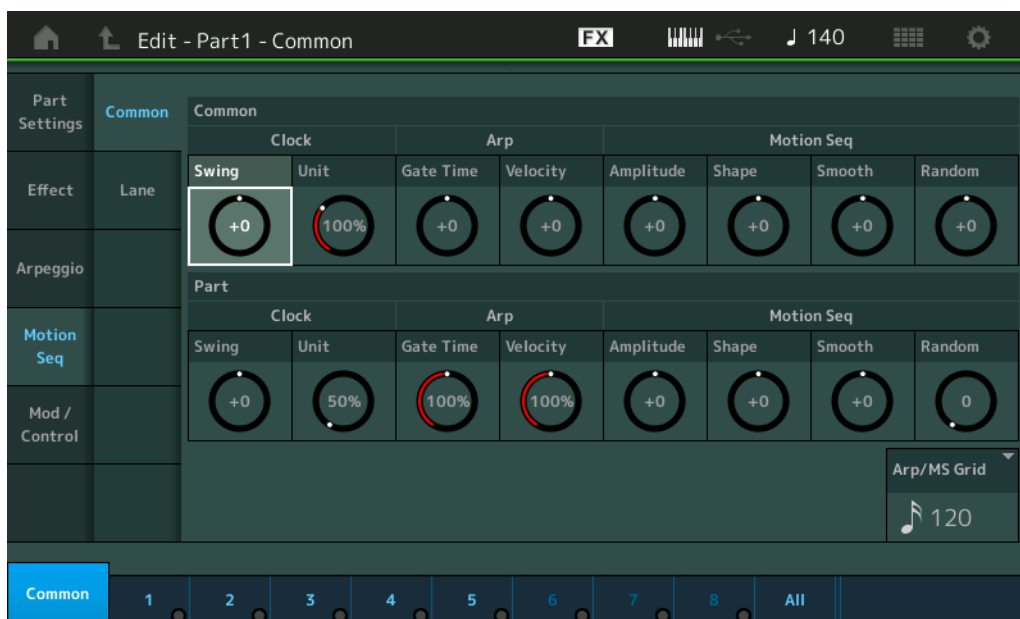 Edit - Part1 - Common
FX
140
Part
Settings
Effect
Arpeggio
Motion
Seq
Mod /
Control
Common
Lane
Common
Clock Arp Motion Seq
Swing Unit Gate Time Velocity Amplitude Shape Smooth Random
+0 100% +0 +0 +0 +0 +0 +0
Part
Clock Arp Motion Seq
Swing Unit Gate Time Velocity Amplitude Shape Smooth Random
+0 50% 100% 100% +0 +0 +0 0
Arp/MS Grid
120
Common 1 2 3 4 5 6 7 8 All